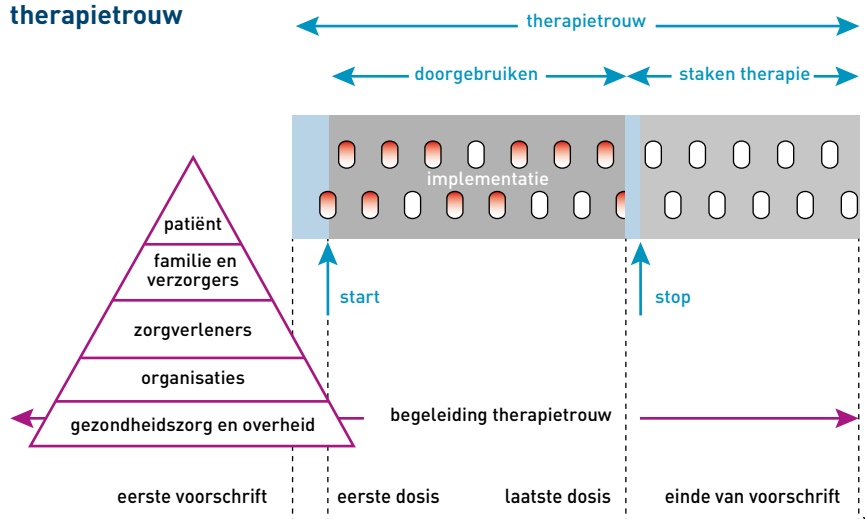 therapietrouw
therapietrouw
doorgebruiken
staken therapie
implementatie
patiënt
familie en
verzorgers
zorgverleners
organisaties
gezondheidszorg en overheid
start
stop
begeleiding therapietrouw
eerste voorschrift
eerste dosis
laatste dosis
einde van voorschrift